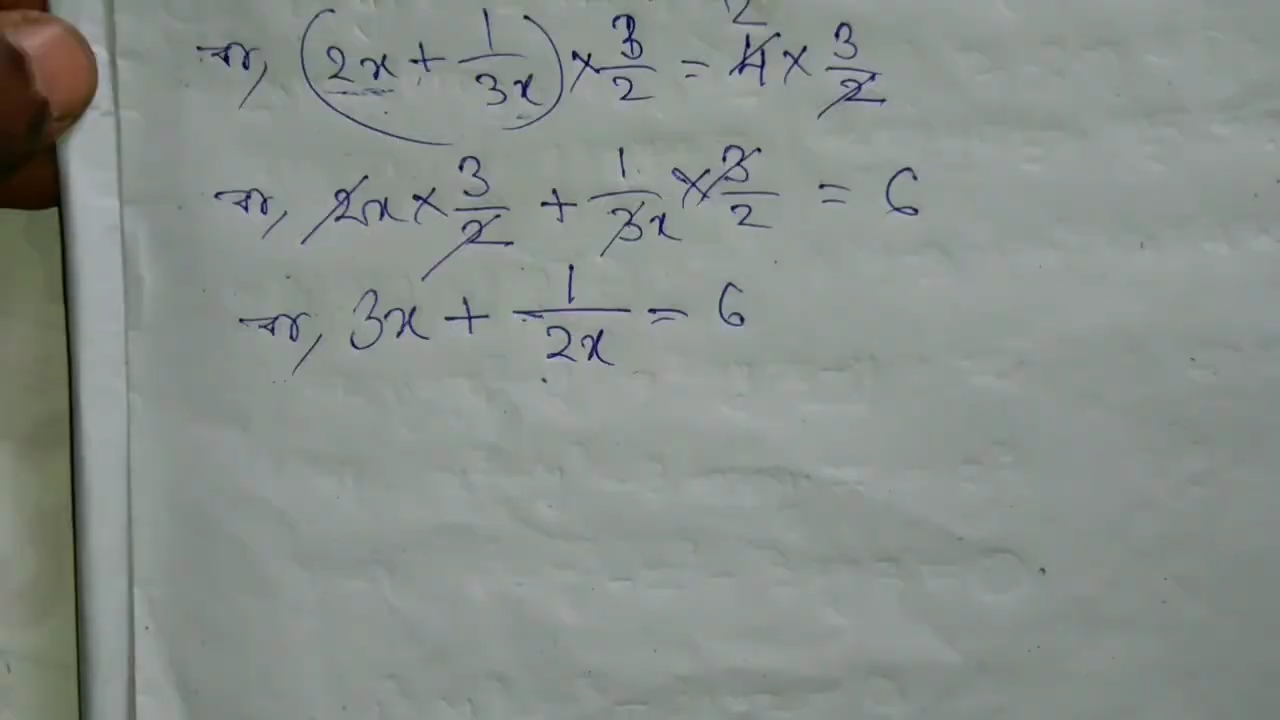 বা, (2x + 1/3x) × 3/2 = 4 × 3/2 2
বা, 2x × 3/2 + 1/3x × 3/2 = 6
বা, 3x + 1/2x = 6